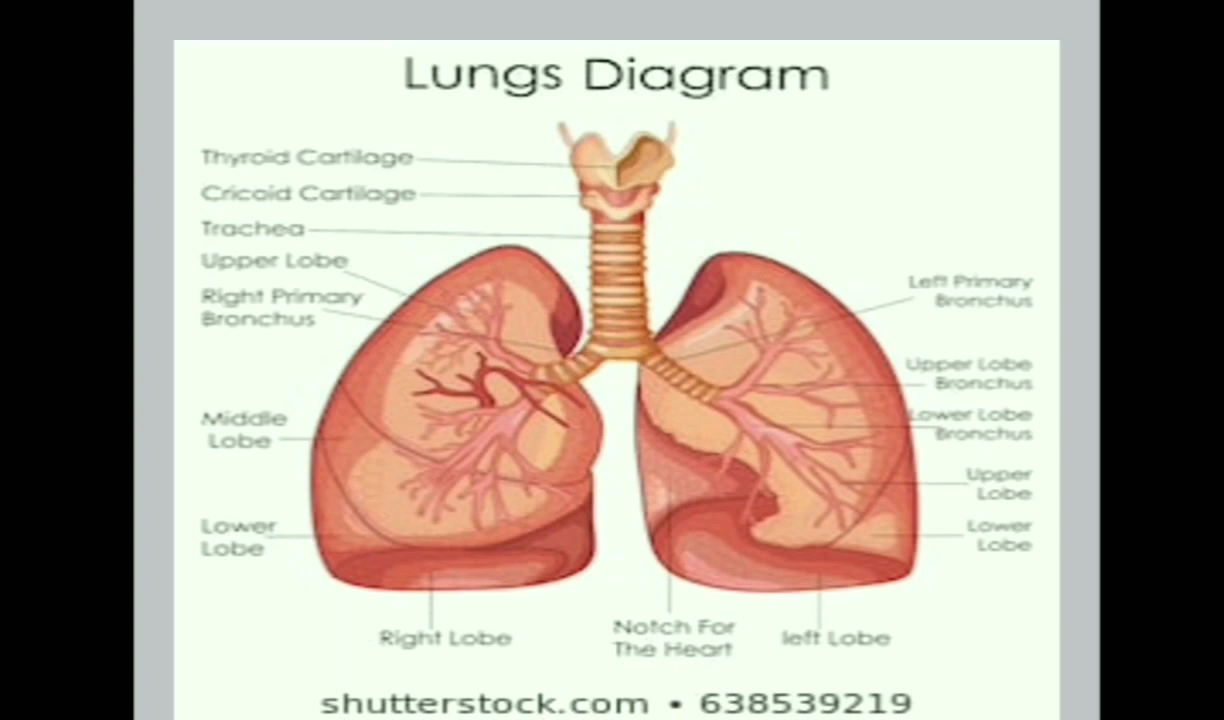 Lungs Diagram
Thyroid Cartilage
Cricoid Cartilage
Trachea
Upper Lobe
Right Primary
Bronchus
Middle
Lobe
Lower
Lobe
Left Primary
Bronchus
Upper Lobe
Bronchus
Lower Lobe
Bronchus
Upper
Lobe
Lower
Lobe
Right Lobe
Notch For
The Heart
left Lobe
shutterstock.com • 638539219